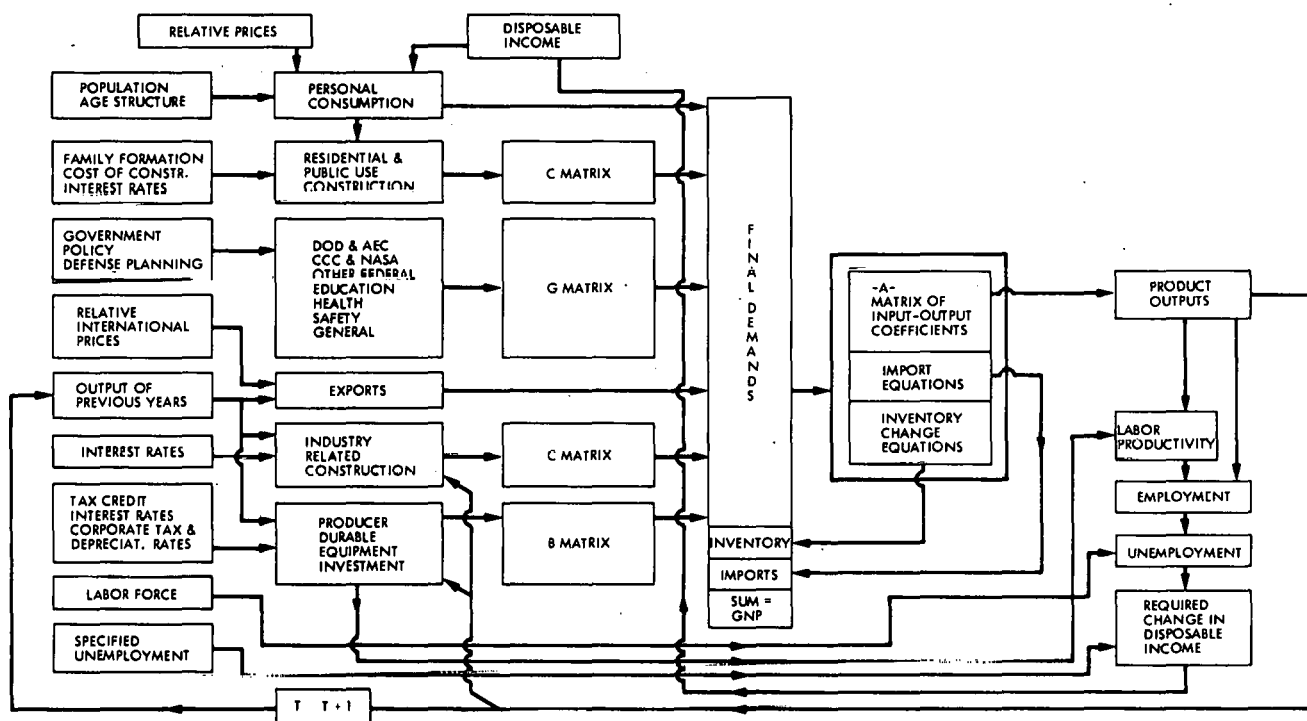 RELATIVE PRICES
DISPOSABLE
INCOME
POPULATION
AGE STRUCTURE
PERSONAL
CONSUMPTION
FAMILY FORMATION
COST OF CONSTR.
INTEREST RATES
RESIDENTIAL &
PUBLIC USE
CONSTRUCTION
C MATRIX
GOVERNMENT
POLICY
DEFENSE PLANNING
DOD & AEC
CCC & NASA
OTHER FEDERAL
EDUCATION
HEALTH
SAFETY
GENERAL
G MATRIX
FINAL DEMANDS
-A-
MATRIX OF
INPUT-OUTPUT
COEFFICIENTS
IMPORT
EQUATIONS
INVENTORY
CHANGE
EQUATIONS
PRODUCT
OUTPUTS
RELATIVE
INTERNATIONAL
PRICES
OUTPUT OF
PREVIOUS YEARS
EXPORTS
INTEREST RATES
INDUSTRY
RELATED
CONSTRUCTION
C MATRIX
LABOR
PRODUCTIVITY
EMPLOYMENT
TAX CREDIT
INTEREST RATES
CORPORATE TAX &
DEPRECIAT. RATES
PRODUCER
DURABLE
EQUIPMENT
INVESTMENT
B MATRIX
INVENTORY
IMPORTS
SUM =
GNP
UNEMPLOYMENT
LABOR FORCE
SPECIFIED
UNEMPLOYMENT
REQUIRED
CHANGE IN
DISPOSABLE
INCOME
T T + 1